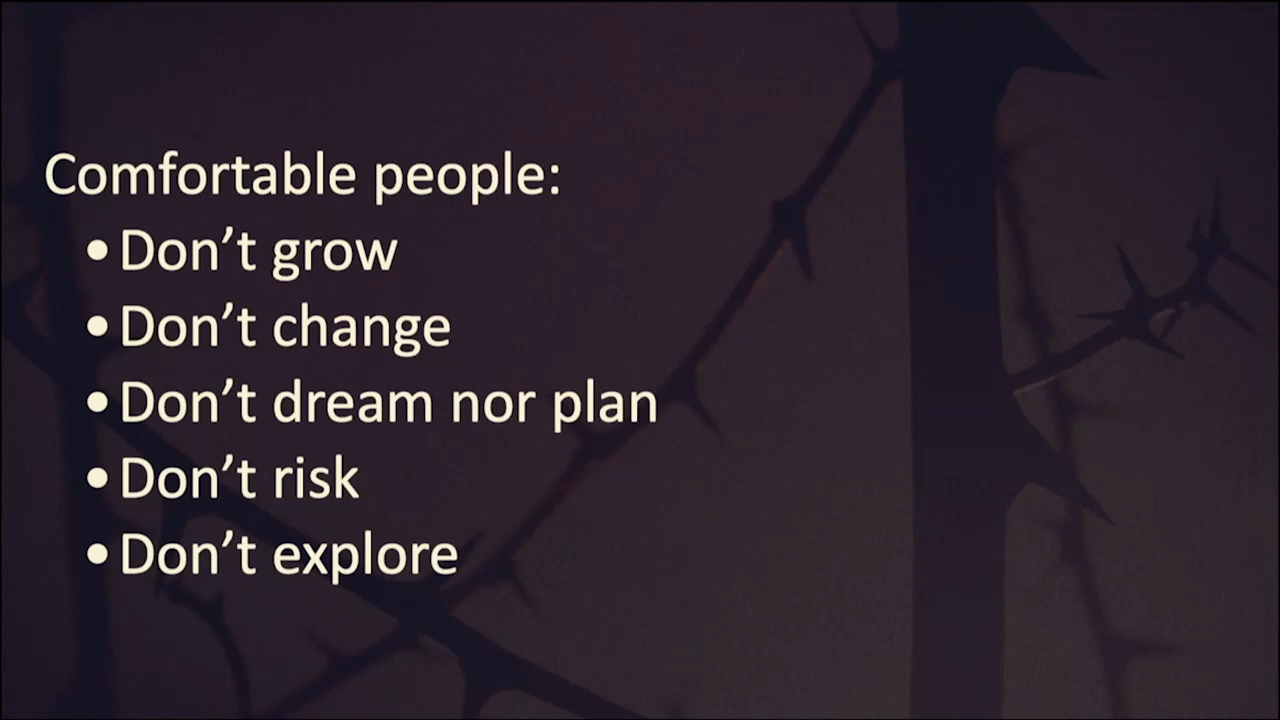 Comfortable people:
• Don’t grow
• Don’t change
• Don’t dream nor plan
• Don’t risk
• Don’t explore